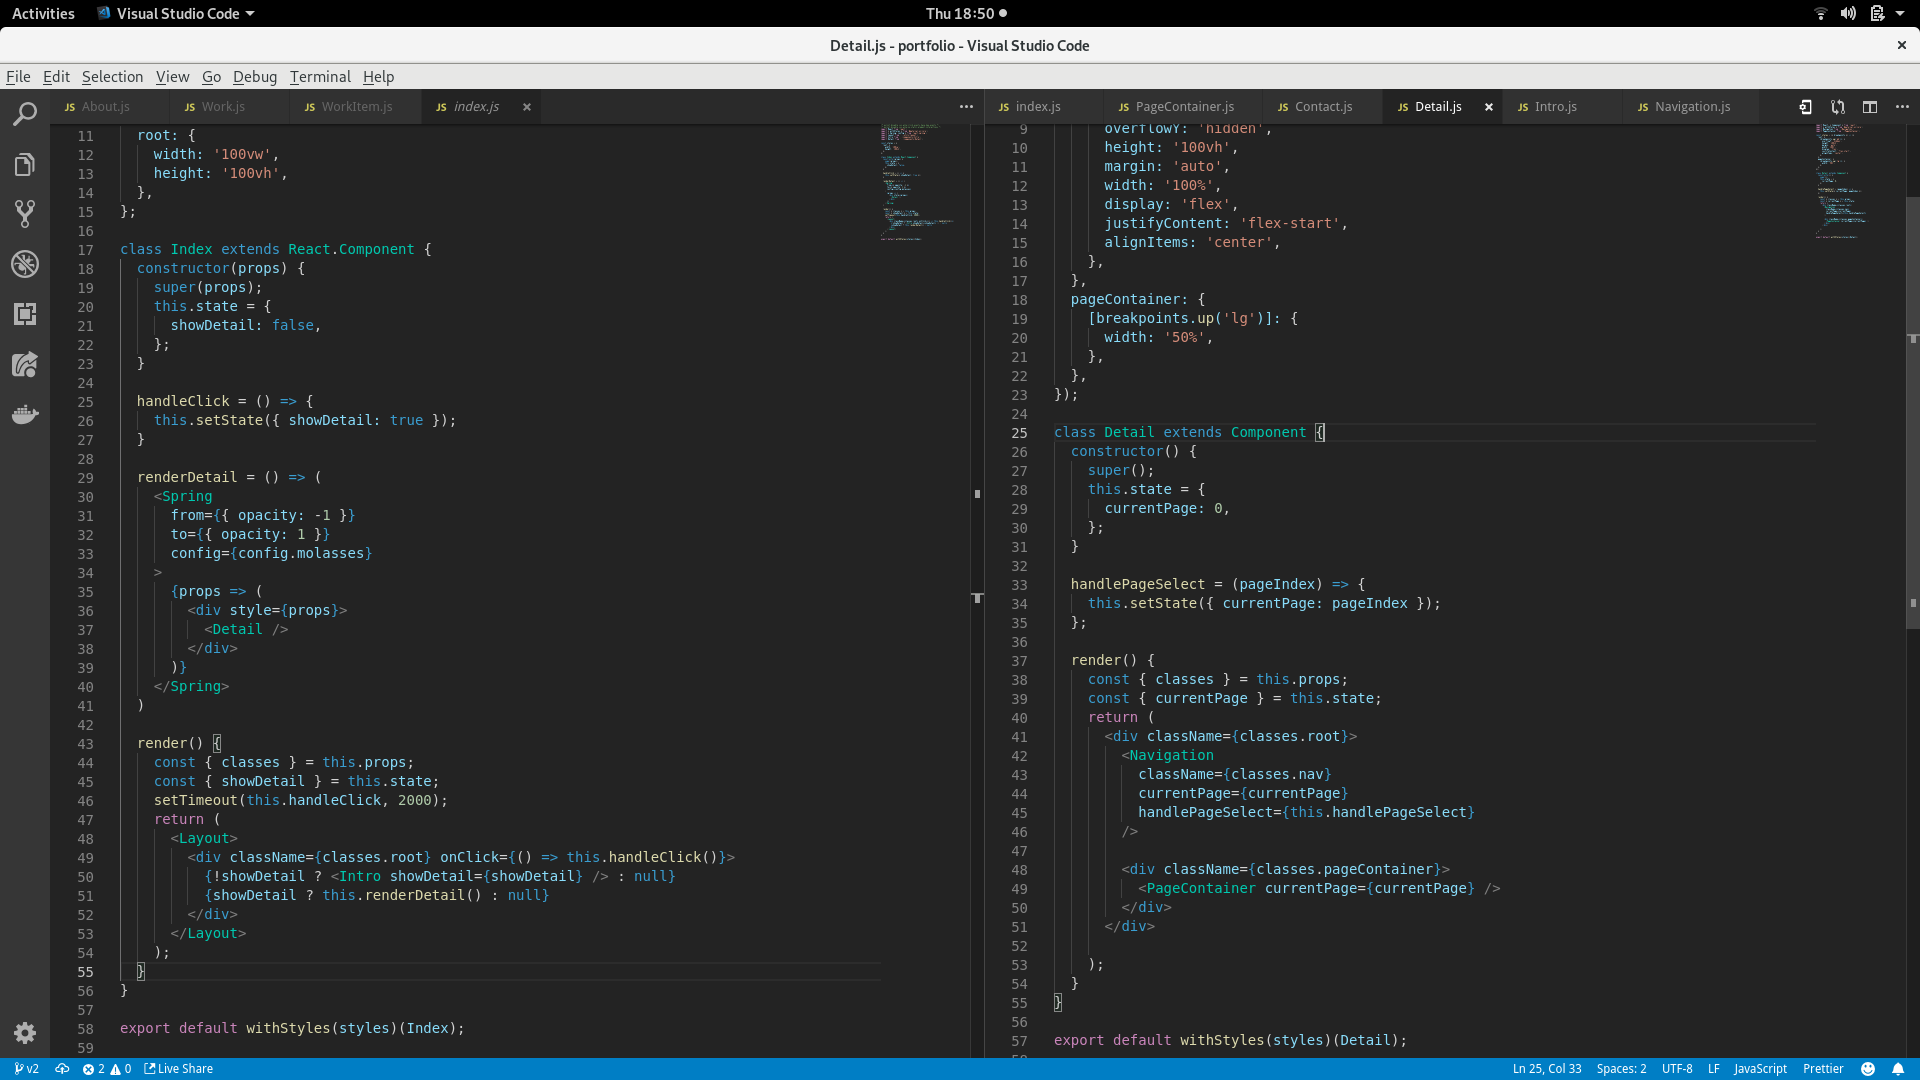 Activities Visual Studio Code Thu 18:50
Detail.js - portfolio - Visual Studio Code
File Edit Selection View Go Debug Terminal Help
JS About.js JS Work.js JS WorkItem.js JS index.js
11 root: {
12 width: '100vw',
13 height: '100vh',
14 },
15 };
16
17 class Index extends React.Component {
18 constructor(props) {
19 super(props);
20 this.state = {
21 showDetail: false,
22 };
23 }
24
25 handleClick = () => {
26 this.setState({ showDetail: true });
27 }
28
29 renderDetail = () => (
30 <Spring
31 from={{ opacity: -1 }}
32 to={{ opacity: 1 }}
33 config={config.molasses}
34 >
35 {props => (
36 <div style={props}>
37 <Detail />
38 </div>
39 )}
40 </Spring>
41 )
42
43 render() {
44 const { classes } = this.props;
45 const { showDetail } = this.state;
46 setTimeout(this.handleClick, 2000);
47 return (
48 <Layout>
49 <div className={classes.root} onClick={() => this.handleClick()}>
50 {!showDetail ? <Intro showDetail={showDetail} /> : null}
51 {showDetail ? this.renderDetail() : null}
52 </div>
53 </Layout>
54 );
55 }
56 }
57
58 export default withStyles(styles)(Index);
59
JS index.js JS PageContainer.js JS Contact.js JS Detail.js JS Intro.js JS Navigation.js
9 overflowY: 'hidden',
10 height: '100vh',
11 margin: 'auto',
12 width: '100%',
13 display: 'flex',
14 justifyContent: 'flex-start',
15 alignItems: 'center',
16 },
17 },
18 pageContainer: {
19 [breakpoints.up('lg')]: {
20 width: '50%',
21 },
22 },
23 });
24
25 class Detail extends Component {
26 constructor() {
27 super();
28 this.state = {
29 currentPage: 0,
30 };
31 }
32
33 handlePageSelect = (pageIndex) => {
34 this.setState({ currentPage: pageIndex });
35 };
36
37 render() {
38 const { classes } = this.props;
39 const { currentPage } = this.state;
40 return (
41 <div className={classes.root}>
42 <Navigation
43 className={classes.nav}
44 currentPage={currentPage}
45 handlePageSelect={this.handlePageSelect}
46 />
47
48 <div className={classes.pageContainer}>
49 <PageContainer currentPage={currentPage} />
50 </div>
51 </div>
52
53 );
54 }
55 }
56
57 export default withStyles(styles)(Detail);
v2 2 0 Live Share Ln 25, Col 33 Spaces: 2 UTF-8 LF JavaScript Prettier